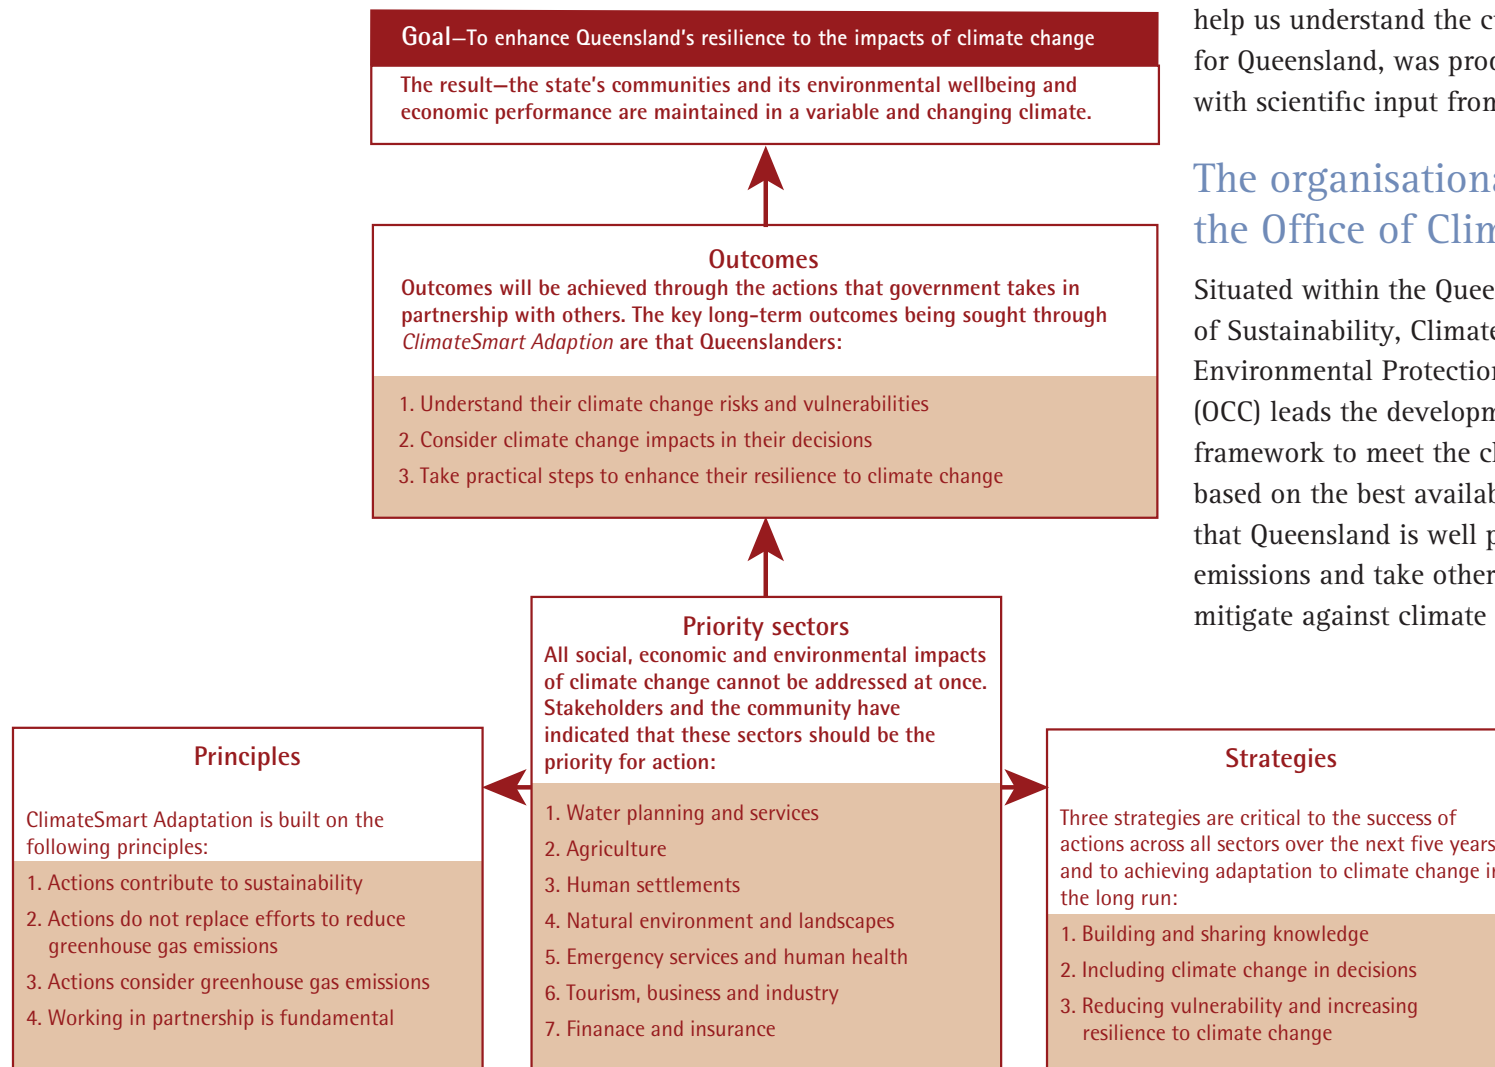 Goal—To enhance Queensland's resilience to the impacts of climate change
The result—the state's communities and its environmental wellbeing and
economic performance are maintained in a variable and changing climate.
Outcomes
Outcomes will be achieved through the actions that government takes in
partnership with others. The key long-term outcomes being sought through
ClimateSmart Adaption are that Queenslanders:
1. Understand their climate change risks and vulnerabilities
2. Consider climate change impacts in their decisions
3. Take practical steps to enhance their resilience to climate change
Priority sectors
All social, economic and environmental impacts
of climate change cannot be addressed at once.
Stakeholders and the community have
indicated that these sectors should be the
priority for action:
1. Water planning and services
2. Agriculture
3. Human settlements
4. Natural environment and landscapes
5. Emergency services and human health
6. Tourism, business and industry
7. Finanace and insurance
Principles
ClimateSmart Adaptation is built on the
following principles:
1. Actions contribute to sustainability
2. Actions do not replace efforts to reduce
greenhouse gas emissions
3. Actions consider greenhouse gas emissions
4. Working in partnership is fundamental
Strategies
Three strategies are critical to the success of
actions across all sectors over the next five years
and to achieving adaptation to climate change in
the long run:
1. Building and sharing knowledge
2. Including climate change in decisions
3. Reducing vulnerability and increasing
resilience to climate change
help us understand the
for Queensland, was
with scientific input from
The
the Office of
Situated within the
of Sustainability, Climate
Environmental Protection
(OCC) leads the
framework to meet the
based on the best
that Queensland is well
emissions and take other
mitigate against climate